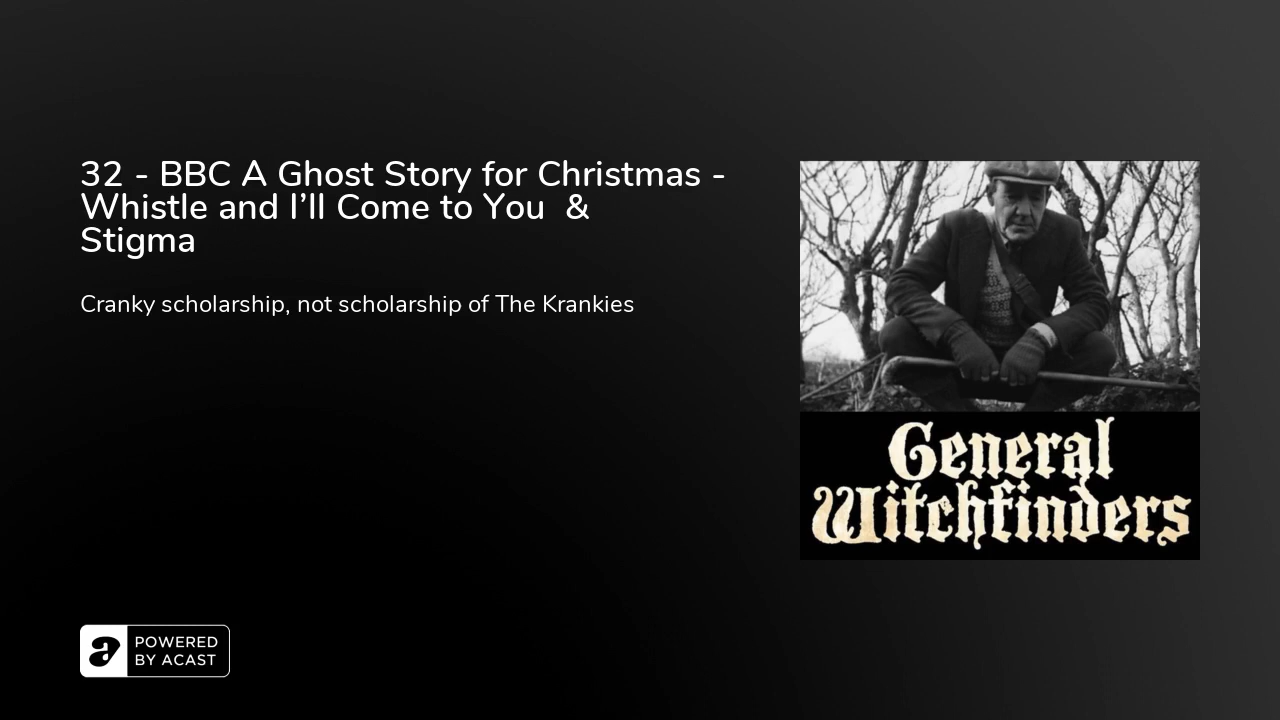 32 - BBC A Ghost Story for Christmas -
Whistle and I’ll Come to You  &
Stigma
Cranky scholarship, not scholarship of The Krankies
General
Witchfinders
a
POWERED
BY ACAST